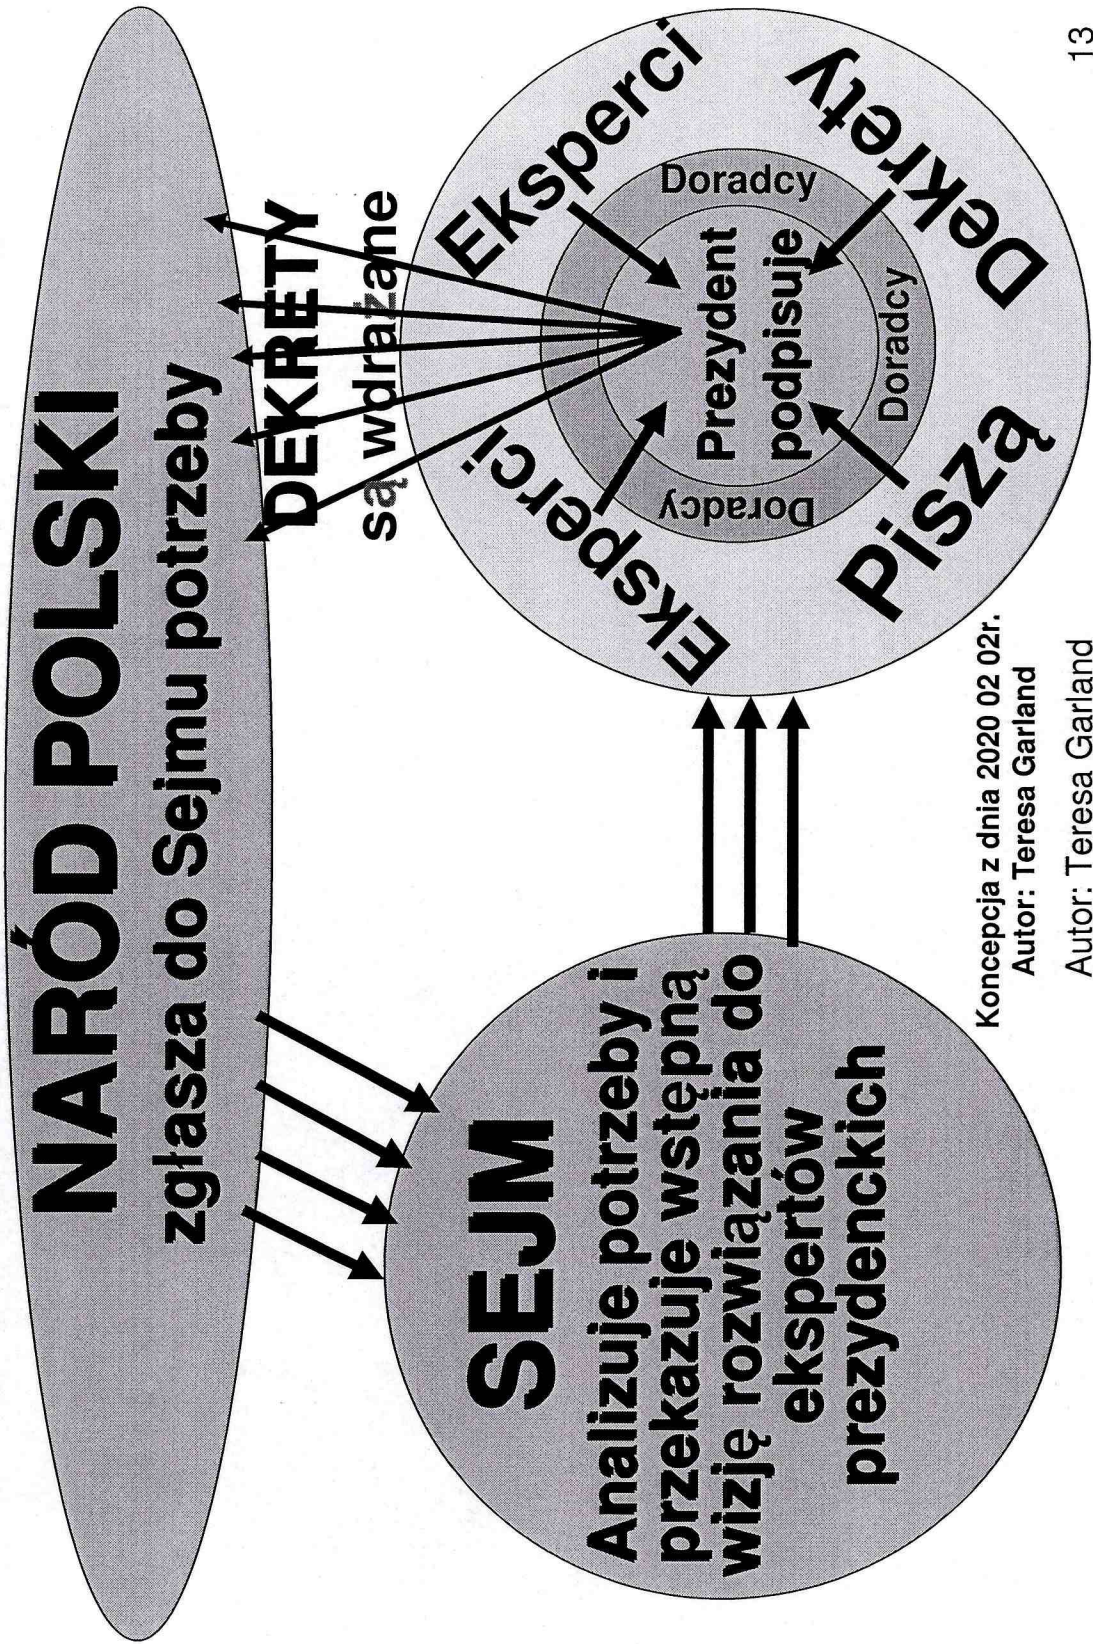 NARÓD POLSKI
zgłasza do Sejmu potrzeby
SEJM
Analizuje potrzeby i
przekazuje wstępną
wizję rozwiązania do
ekspertów
prezydenckich
DEKRETY
są wdrażane
Eksperci
Eksperci
Piszą
Dekrety
Doradcy
Doradcy
Doradcy
Prezydent
podpisuje
Koncepcja z dnia 2020 02 02r.
Autor: Teresa Garland
Autor: Teresa Garland
13